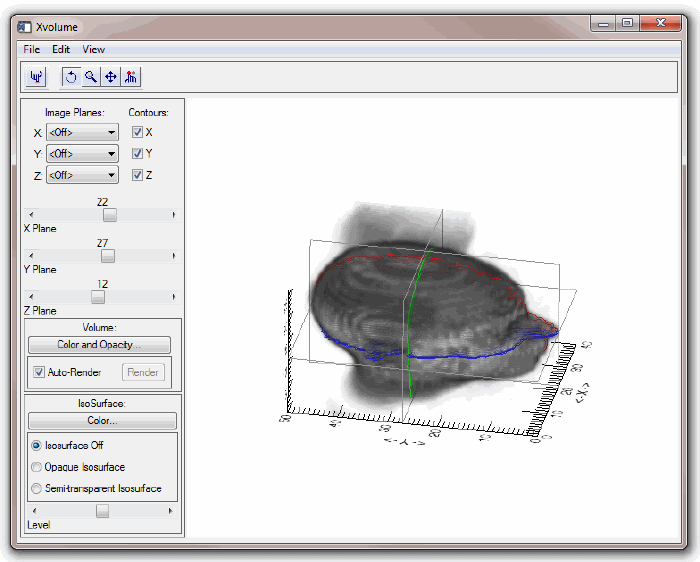 Xvolume
File Edit View
Image Planes: Contours:
X: <Off> X
Y: <Off> Y
Z: <Off> Z
22
X Plane
27
Y Plane
12
Z Plane
Volume:
Color and Opacity...
Auto-Render Render
IsoSurface:
Color...
Isosurface Off
Opaque Isosurface
Semi-transparent Isosurface
Level
50 40 20 10 0
<-Y->
0 10 20 30 40
<-X->